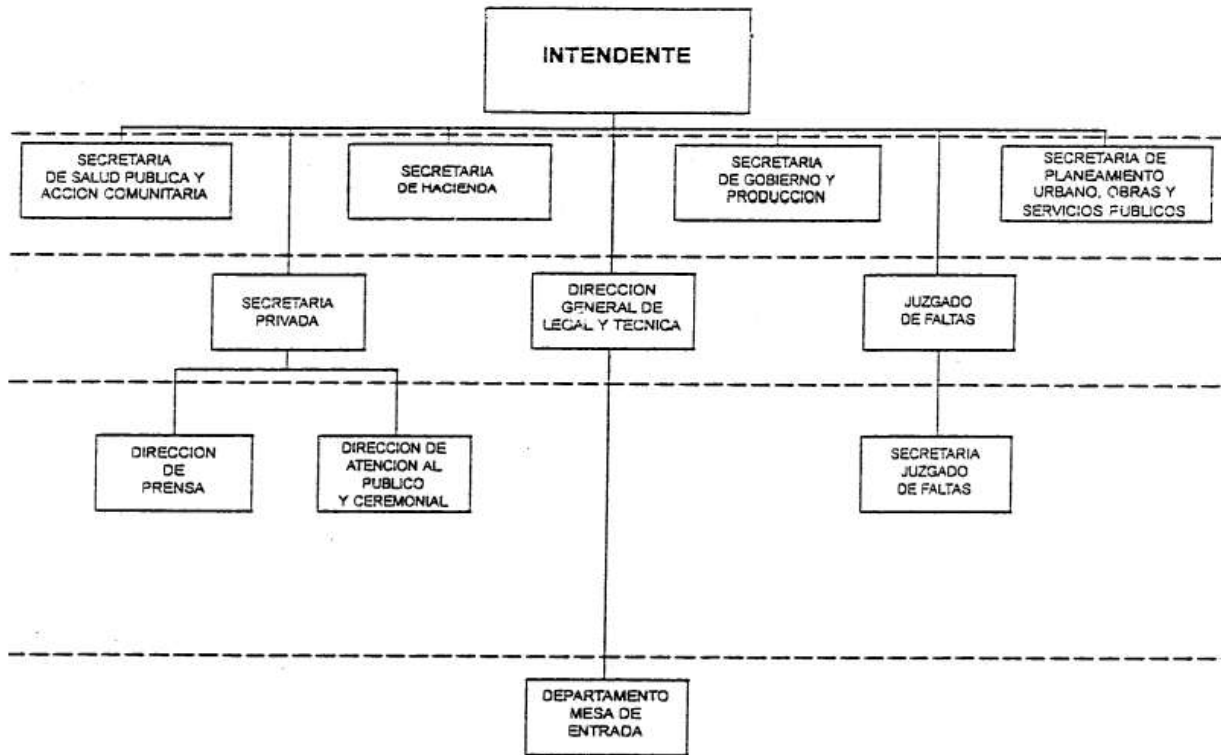 INTENDENTE
SECRETARIA
DE SALUD PUBLICA Y
ACCION COMUNITARIA
SECRETARIA
DE HACIENDA
SECRETARIA
DE GOBIERNO Y
PRODUCCION
SECRETARIA DE
PLANEAMIENTO
URBANO, OBRAS Y
SERVICIOS PUBLICOS
SECRETARIA
PRIVADA
DIRECCION
GENERAL DE
LEGAL Y TECNICA
JUZGADO
DE FALTAS
DIRECCION
DE
PRENSA
DIRECCION DE
ATENCION AL
PUBLICO
Y CEREMONIAL
SECRETARIA
JUZGADO
DE FALTAS
DEPARTAMENTO
MESA DE
ENTRADA